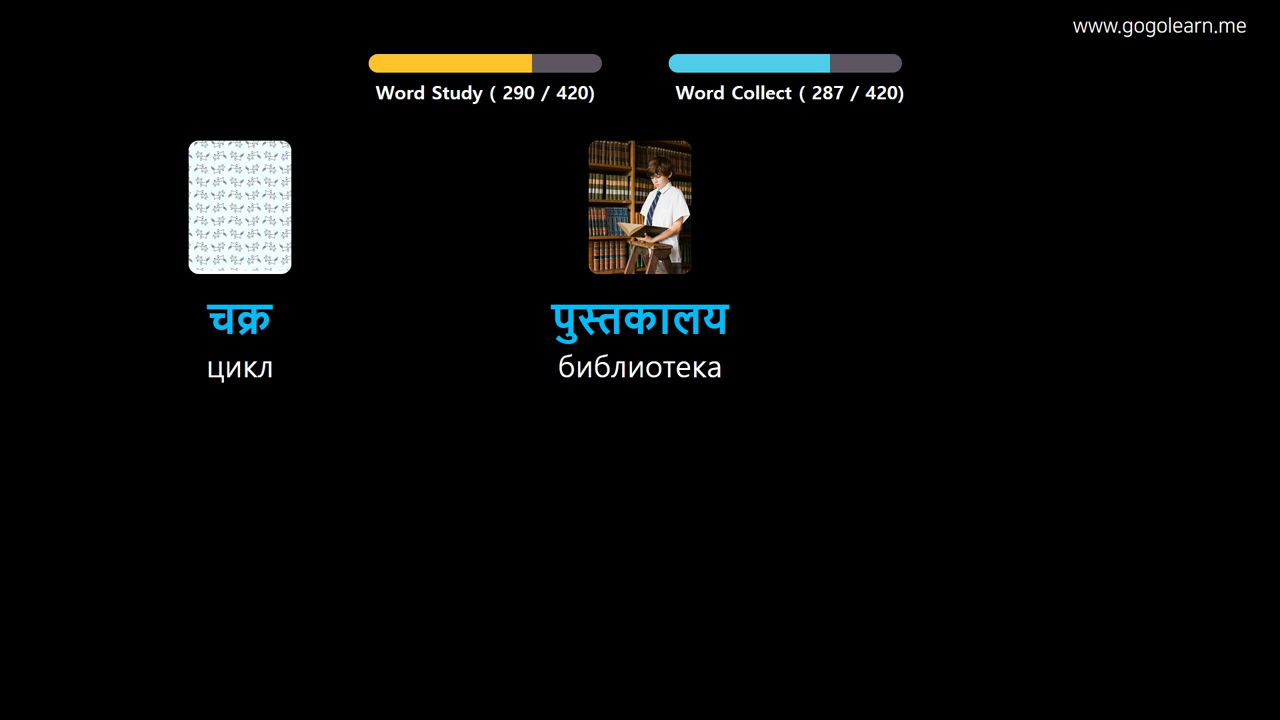 www.gogolearn.me
Word Study ( 290 / 420)
Word Collect ( 287 / 420)
चक्र
цикл
पुस्तकालय
библиотека